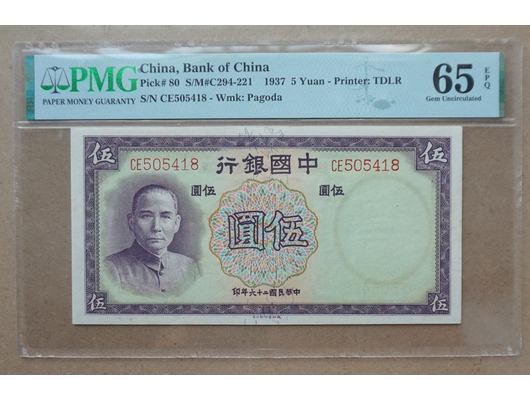 China, Bank of China
Pick# 80 S/M#C294-221 1937 5 Yuan - Printer: TDLR
S/N CE505418 - Wmk: Pagoda
PMG
PAPER MONEY GUARANTY
65 EPQ
Gem Uncirculated
伍 行銀國中 伍
CE505418 CE505418
圓伍 圓伍
圓伍
印年六十二國民華中
伍 伍